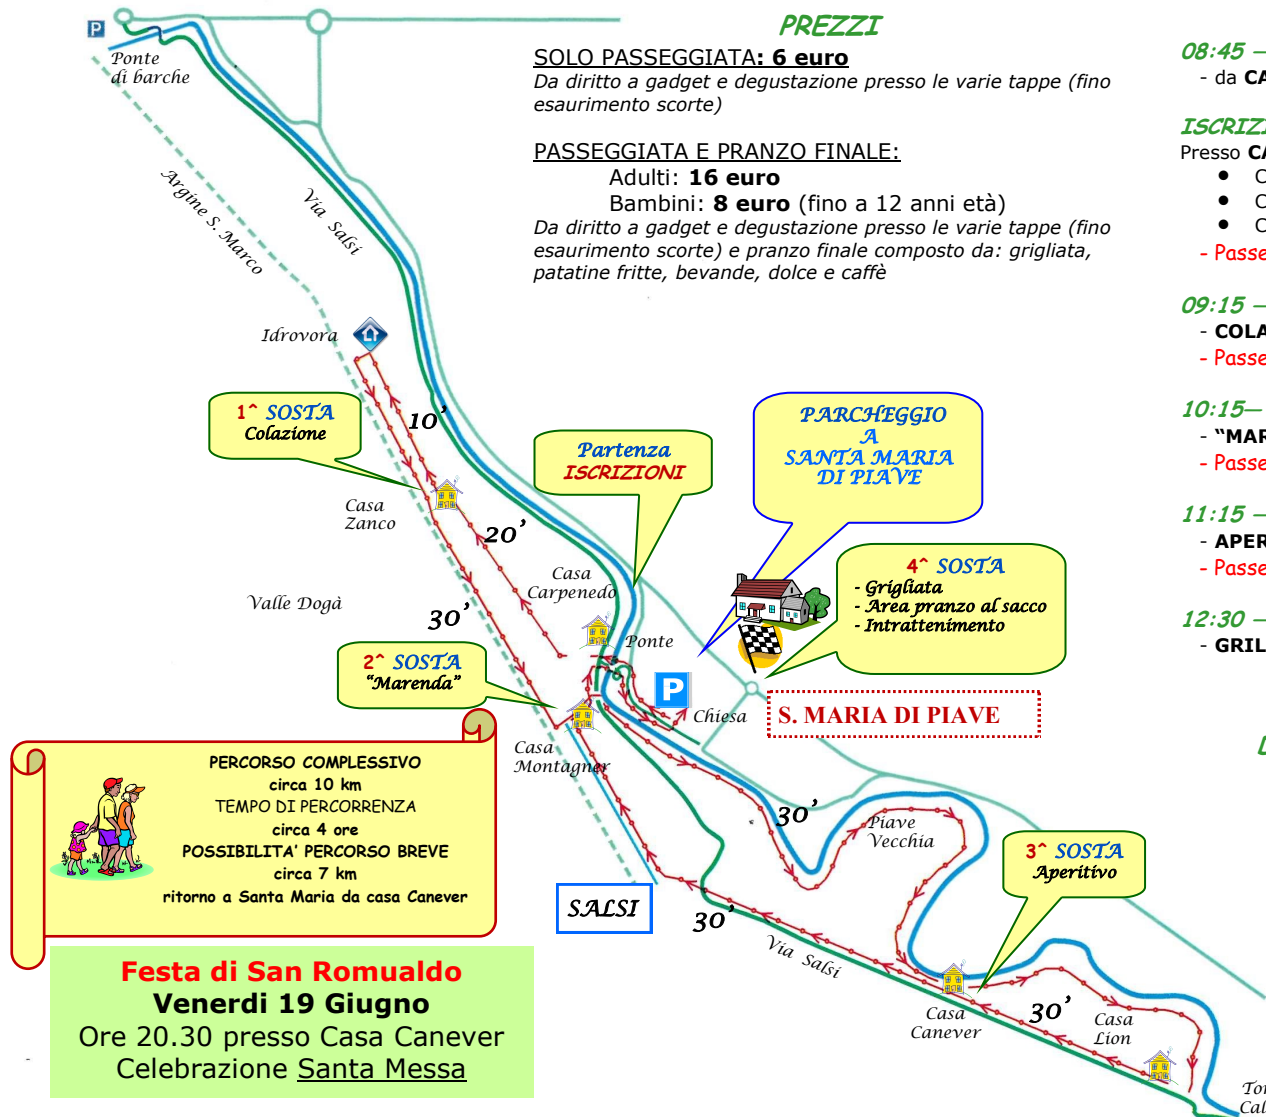 PREZZI
SOLO PASSEGGIATA: 6 euro
Da diritto a gadget e degustazione presso le varie tappe (fino
esaurimento scorte)
PASSEGGIATA E PRANZO FINALE:
Adulti: 16 euro
Bambini: 8 euro (fino a 12 anni età)
Da diritto a gadget e degustazione presso le varie tappe (fino
esaurimento scorte) e pranzo finale composto da: grigliata,
patatine fritte, bevande, dolce e caffè
08:45 —
- da CA
ISCRIZI
Presso CA
• C
• C
• C
- Passe
09:15 —
- COLA
- Passe
10:15—
- "MAR
- Passe
11:15 —
- APER
- Passe
12:30 —
- GRIL
P
Ponte
di barche
Argine S. Marco
Via Salsi
Idrovora
1^ SOSTA
Colazione
10'
Casa
Zanco
20'
Partenza
ISCRIZIONI
PARCHEGGIO
A
SANTA MARIA
DI PIAVE
Casa
Carpenedo
Valle Dogà
30'
4^ SOSTA
- Grigliata
- Area pranzo al sacco
- Intrattenimento
Ponte
2^ SOSTA
"Marenda"
P
Chiesa
S. MARIA DI PIAVE
Casa
Montagner
PERCORSO COMPLESSIVO
circa 10 km
TEMPO DI PERCORRENZA
circa 4 ore
POSSIBILITA' PERCORSO BREVE
circa 7 km
ritorno a Santa Maria da casa Canever
30'
Piave
Vecchia
3^ SOSTA
Aperitivo
SALSI
30'
Via Salsi
Casa
Canever
30'
Casa
Lion
Festa di San Romualdo
Venerdi 19 Giugno
Ore 20.30 presso Casa Canever
Celebrazione Santa Messa
Tor
Cal